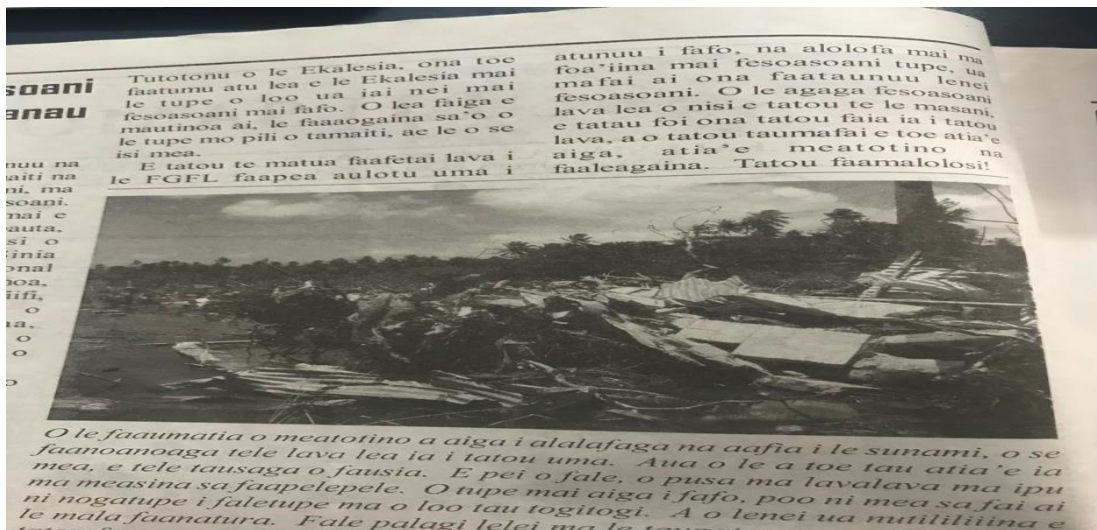 soani
anau
nuu na
aiti na
ni, ma
soani.
mai e
auta,
si o
inia
onal
noa,
iifi,
o
na,
o
o
o
Tutotonu o le Ekalesia, ona toe
faatumu atu lea e le Ekalesia mai
le tupe o loo ua iai nei mai
fesoasoani mai fafo. O lea faiga e
mautinoa ai, le faaaogaina sa'o o
le tupe mo pili o tamaiti, ae le o se
isi mea.
E tatou te matua faafetai lava i
le FGFL faapea aulotu uma i
atunuu i fafo, na alolofa mai ma
foa'iina mai fesoasoani tupe, ua
mafai ai ona faataunuu lenei
fesoasoani. O le agaga fesoasoani
lava lea o nisi e tatou te le masani,
e tatau foi ona tatou faia ia i tatou
lava, a o tatou taumafai e toe atia'e
aiga, atia'e meatotino na
faaleagaina. Tatou faamalolosi!
O le faaumatia o meatotino a aiga i alalafaga na aafia i le sunami, o se
faanoanoaga tele lava lea ia i tatou uma. Aua o le a toe tau atia'e ia
mea, e tele tausaga o fausia. E pei o fale, o pusa ma lavalava ma ipu
ma measina sa faapelepele. O tupe mai aiga i fafo, poo ni mea sa fai ai
ni nogatupe i faletupe ma o loo tau togitogi. A o lenei ua nutililiiina e
le mala faanatura. Fale palagi lelei ma le